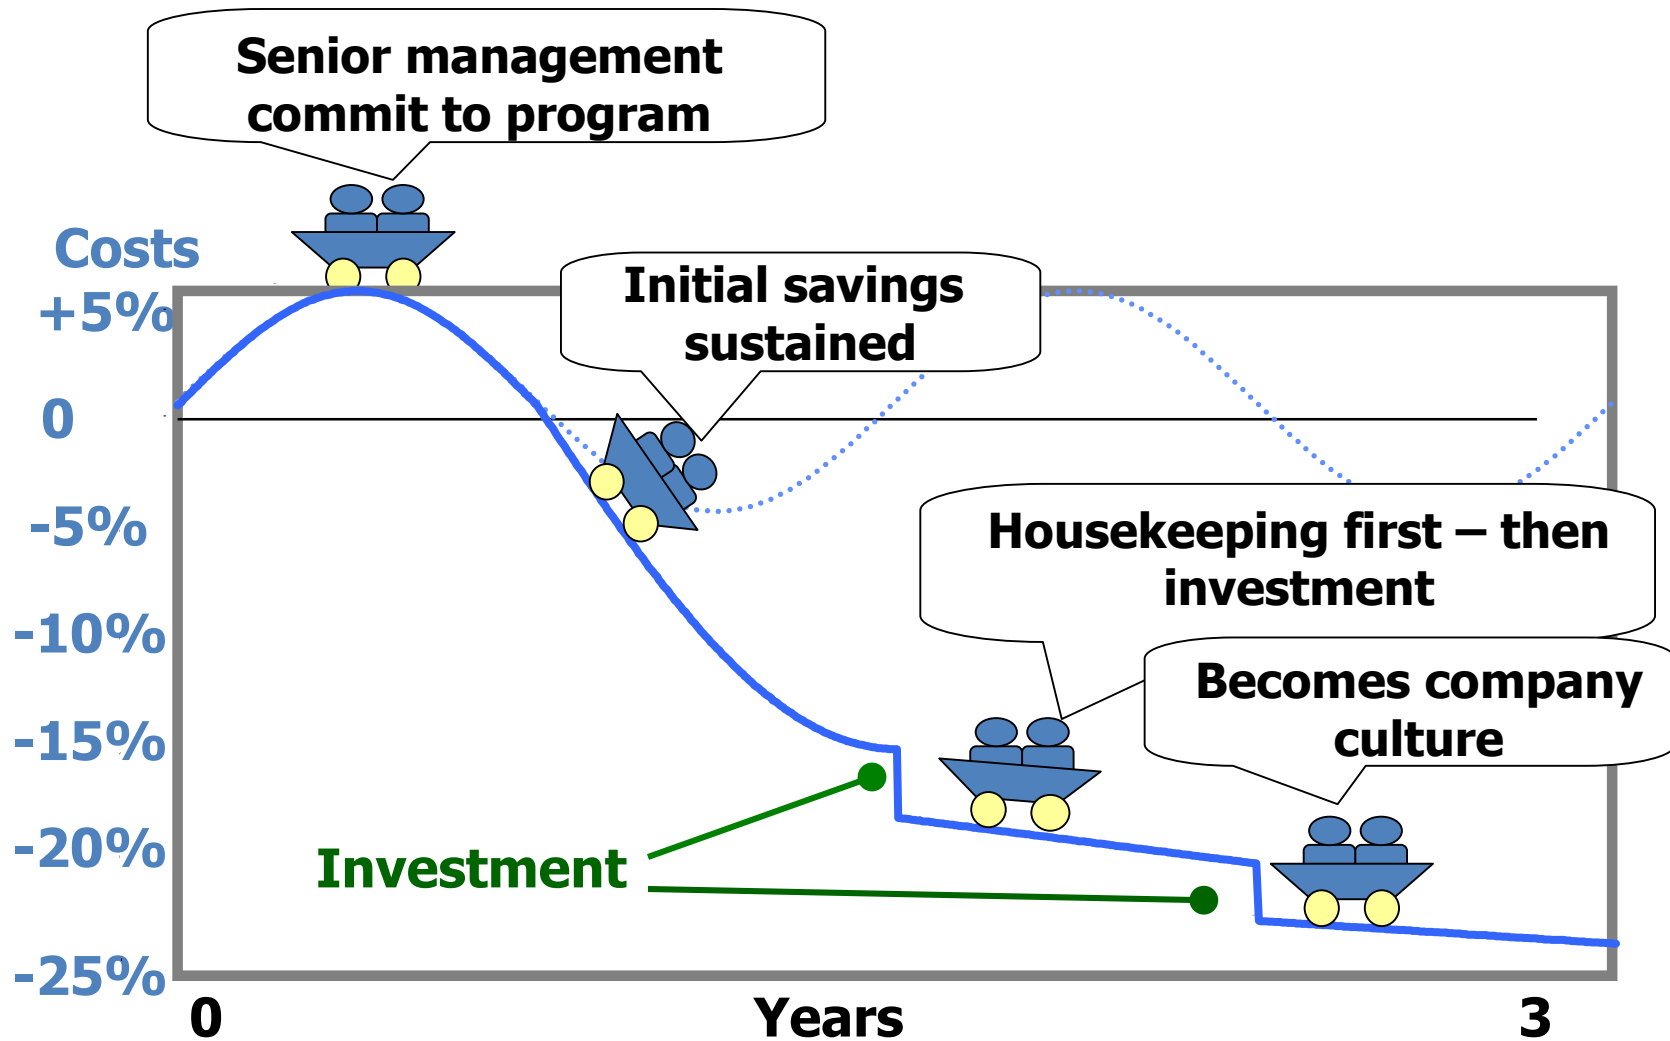 Senior management
commit to program
Costs
+5%
Initial savings
sustained
0
-5%
Housekeeping first – then
investment
-10%
Becomes company
culture
-15%
-20%
Investment
-25%
0
Years
3